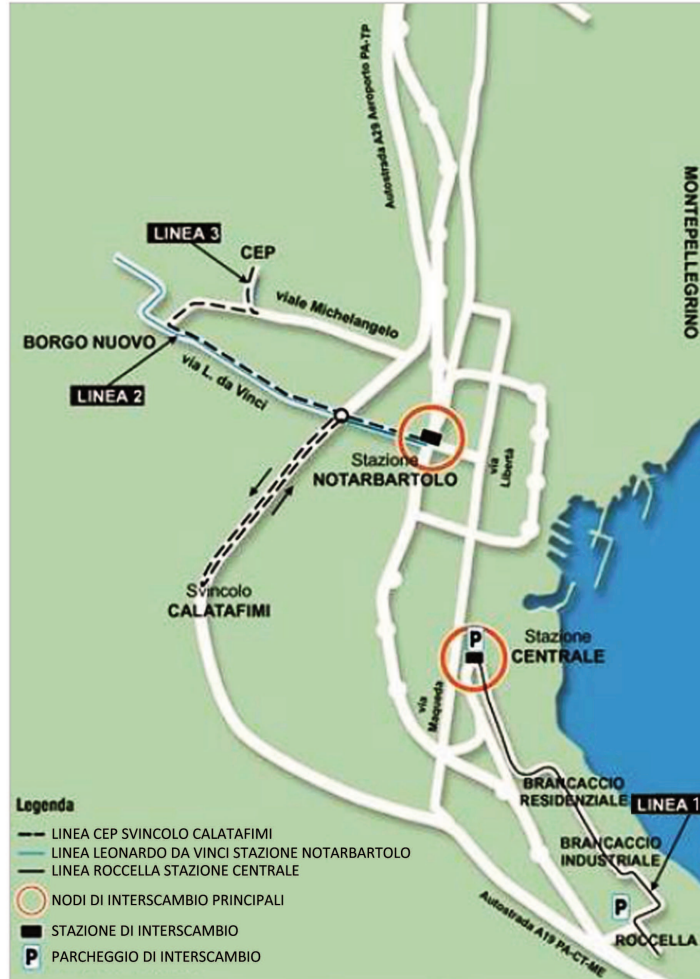 Autostrada A29 Aeroporto PA-TP
MONTEPELLEGRINO
LINEA 3
CEP
viale Michelangelo
BORGO NUOVO
via L. da Vinci
LINEA 2
Stazione
NOTARBARTOLO
via
Libertà
Svincolo
CALATAFIMI
P
Stazione
CENTRALE
via
Maqueda
BRANCACCIO
RESIDENZIALE
LINEA 1
BRANCACCIO
INDUSTRIALE
P
ROCCELLA
Autostrada A19 PA-CT-ME
Legenda
LINEA CEP SVINCOLO CALATAFIMI
LINEA LEONARDO DA VINCI STAZIONE NOTARBARTOLO
LINEA ROCCELLA STAZIONE CENTRALE
NODI DI INTERSCAMBIO PRINCIPALI
STAZIONE DI INTERSCAMBIO
P PARCHEGGIO DI INTERSCAMBIO